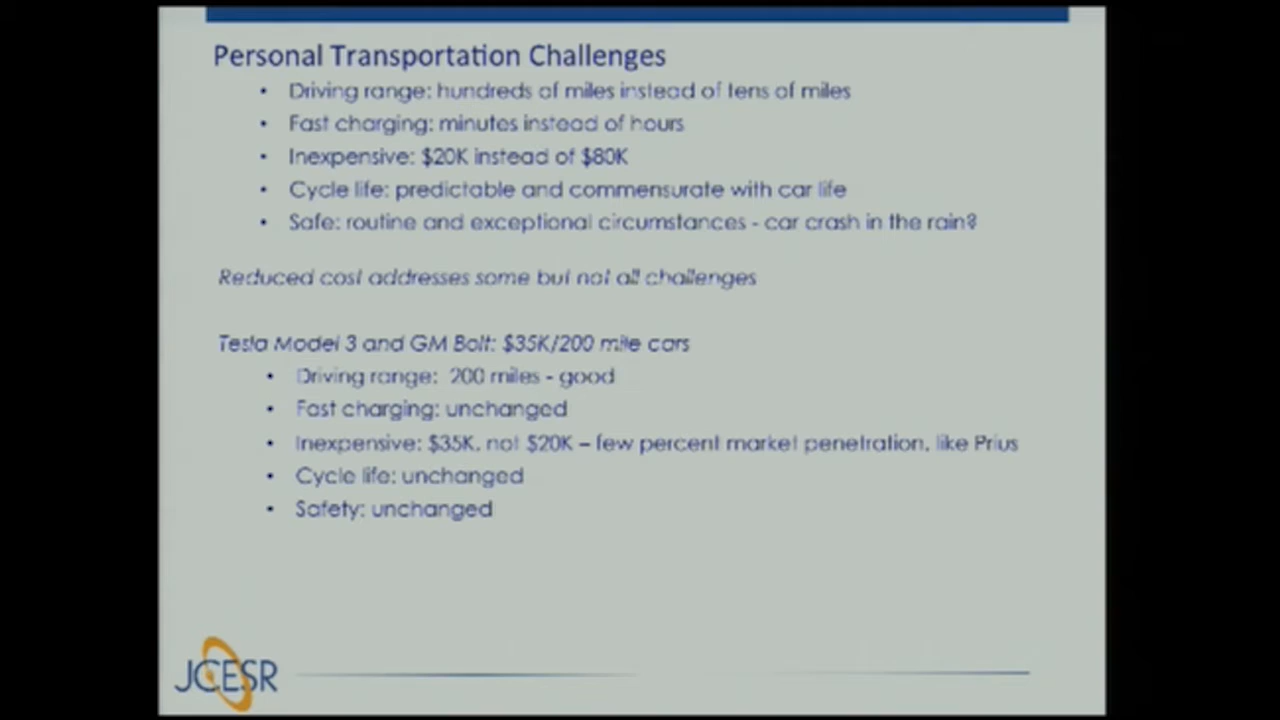 Personal Transportation Challenges
• Driving range: hundreds of miles instead of tens of miles
• Fast charging: minutes instead of hours
• Inexpensive: $20K instead of $80K
• Cycle life: predictable and commensurate with car life
• Safe: routine and exceptional circumstances - car crash in the rain?
Reduced cost addresses some but not all challenges
Tesla Model 3 and GM Bolt: $35K/200 mile cars
• Driving range: 200 miles - good
• Fast charging: unchanged
• Inexpensive: $35K, not $20K – few percent market penetration, like Prius
• Cycle life: unchanged
• Safety: unchanged
JCESR